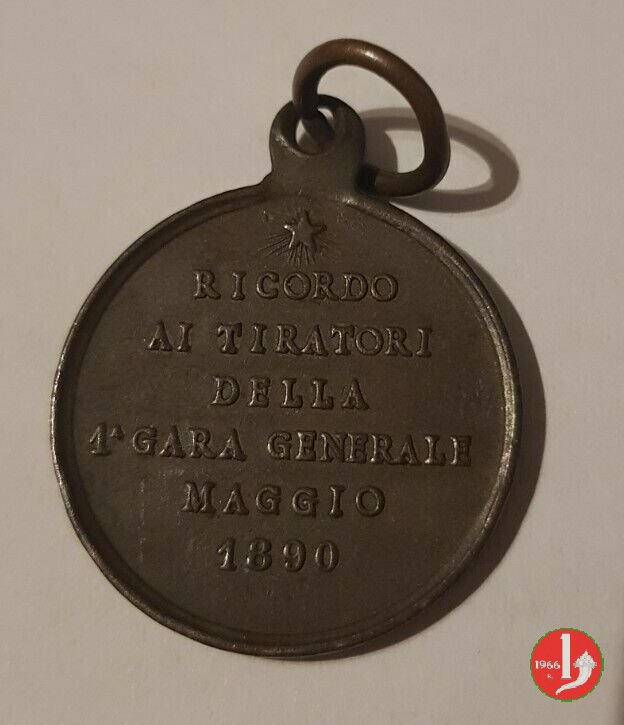 RICORDO
AI TIRATORI
DELLA
1ª GARA GENERALE
MAGGIO
1890
1966
R.